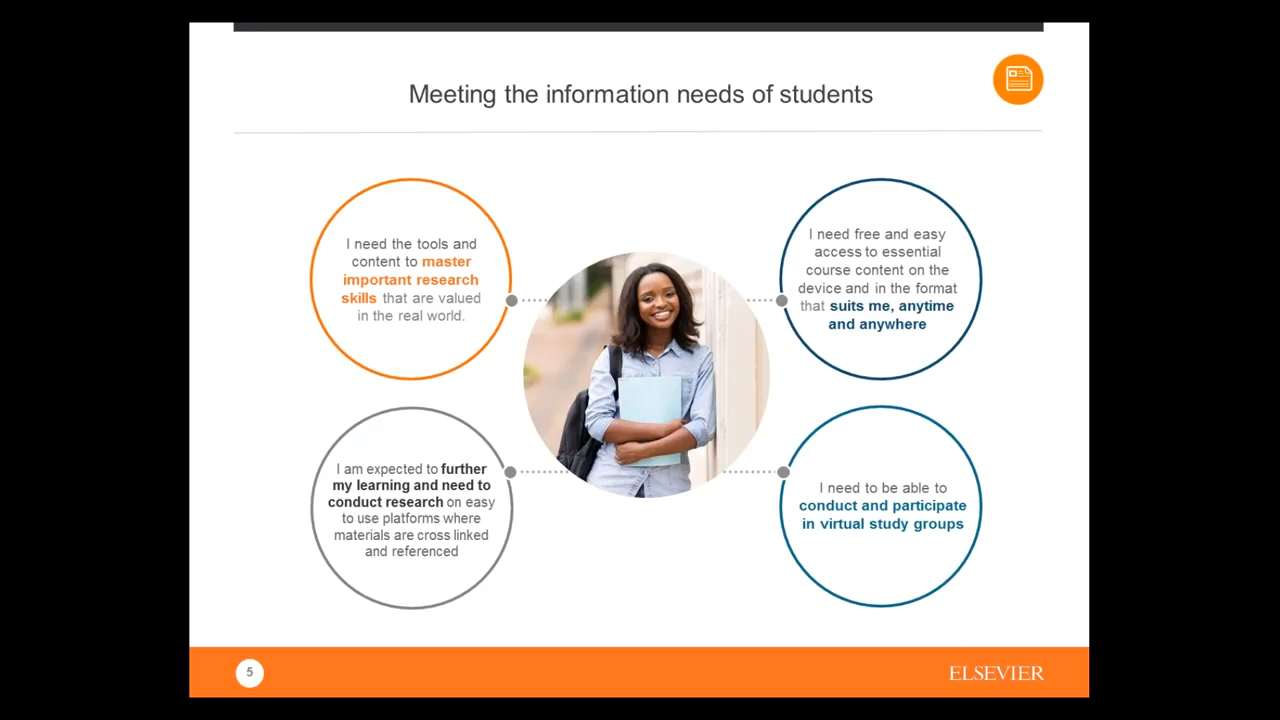 Meeting the information needs of students
I need the tools and
content to master
important research
skills that are valued
in the real world.
I need free and easy
access to essential
course content on the
device and in the format
that suits me, anytime
and anywhere
I am expected to further
my learning and need to
conduct research on easy
to use platforms where
materials are cross linked
and referenced
I need to be able to
conduct and participate
in virtual study groups
5
ELSEVIER